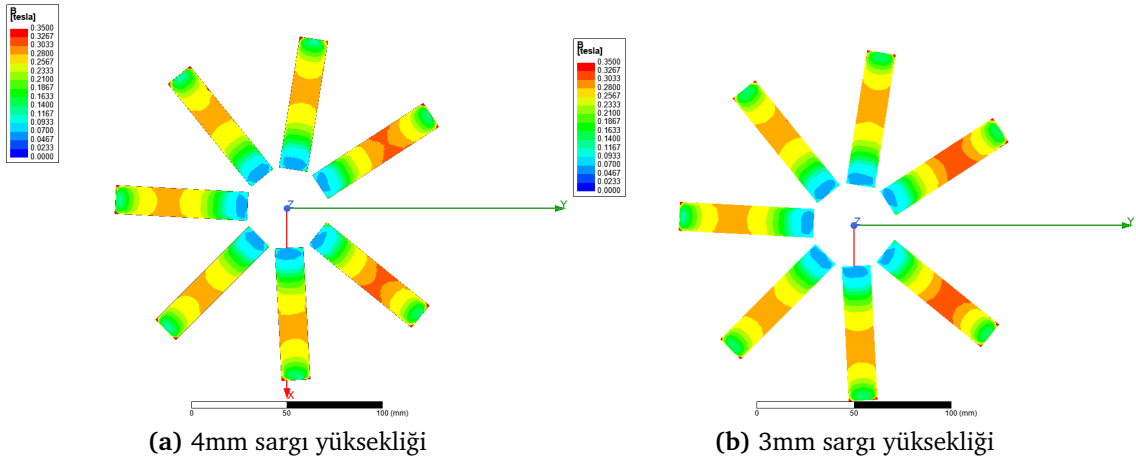 B
[tesla]
0.3500
0.3267
0.3033
0.2800
0.2567
0.2333
0.2100
0.1867
0.1633
0.1400
0.1167
0.0933
0.0700
0.0467
0.0233
0.0000
Z
Y
X
0 50 100 (mm)
(a) 4mm sargı yüksekliği
B
[tesla]
0.3500
0.3267
0.3033
0.2800
0.2567
0.2333
0.2100
0.1867
0.1633
0.1400
0.1167
0.0933
0.0700
0.0467
0.0233
0.0000
Z
Y
0 50 100 (mm)
(b) 3mm sargı yüksekliği